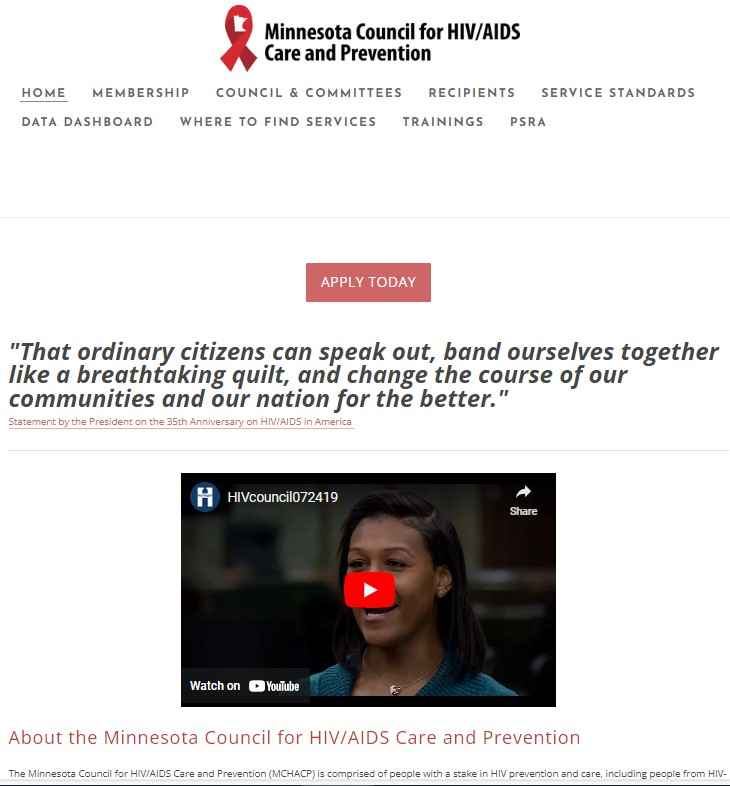 Minnesota Council for HIV/AIDS
Care and Prevention
HOME MEMBERSHIP COUNCIL & COMMITTEES RECIPIENTS SERVICE STANDARDS
DATA DASHBOARD WHERE TO FIND SERVICES TRAININGS PSRA
APPLY TODAY
"That ordinary citizens can speak out, band ourselves together
like a breathtaking quilt, and change the course of our
communities and our nation for the better."
Statement by the President on the 35th Anniversary on HIV/AIDS in America
H HIVcouncil072419
Share
Watch on YouTube
About the Minnesota Council for HIV/AIDS Care and Prevention
The Minnesota Council for HIV/AIDS Care and Prevention (MCHACP) is comprised of people with a stake in HIV prevention and care, including people from HIV-